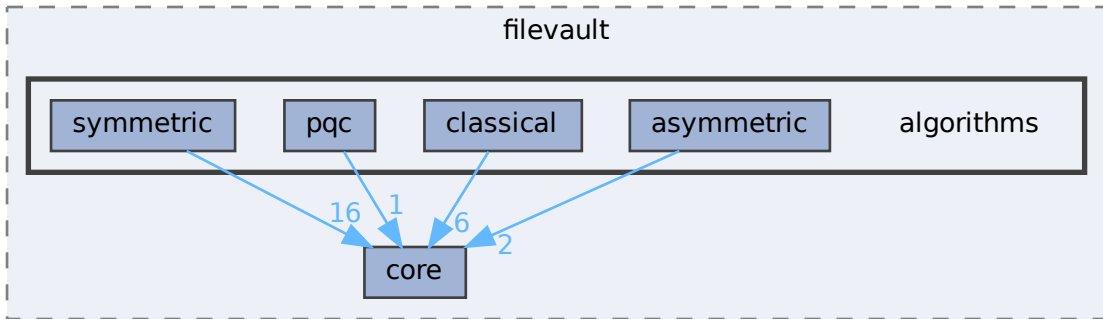 filevault
symmetric
pqc
classical
asymmetric
algorithms
16
1
6
2
core